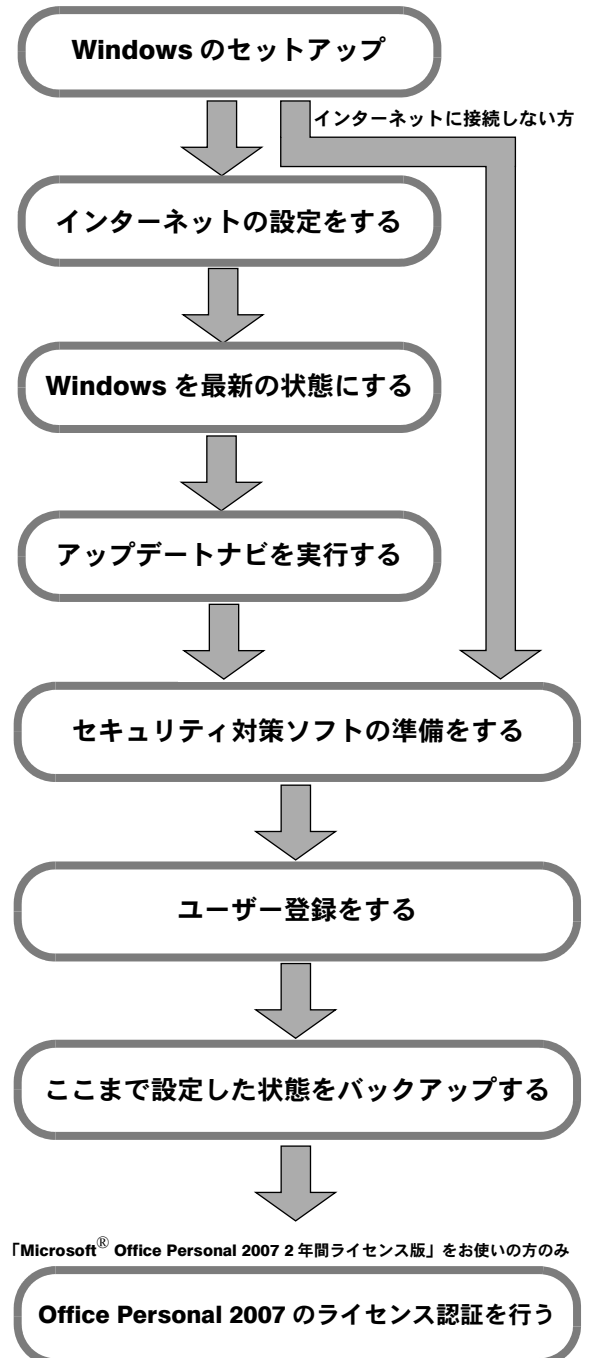 Windows のセットアップ
インターネットに接続しない方
インターネットの設定をする
Windows を最新の状態にする
アップデートナビを実行する
セキュリティ対策ソフトの準備をする
ユーザー登録をする
ここまで設定した状態をバックアップする
「Microsoft® Office Personal 2007 2 年間ライセンス版」をお使いの方のみ
Office Personal 2007 のライセンス認証を行う